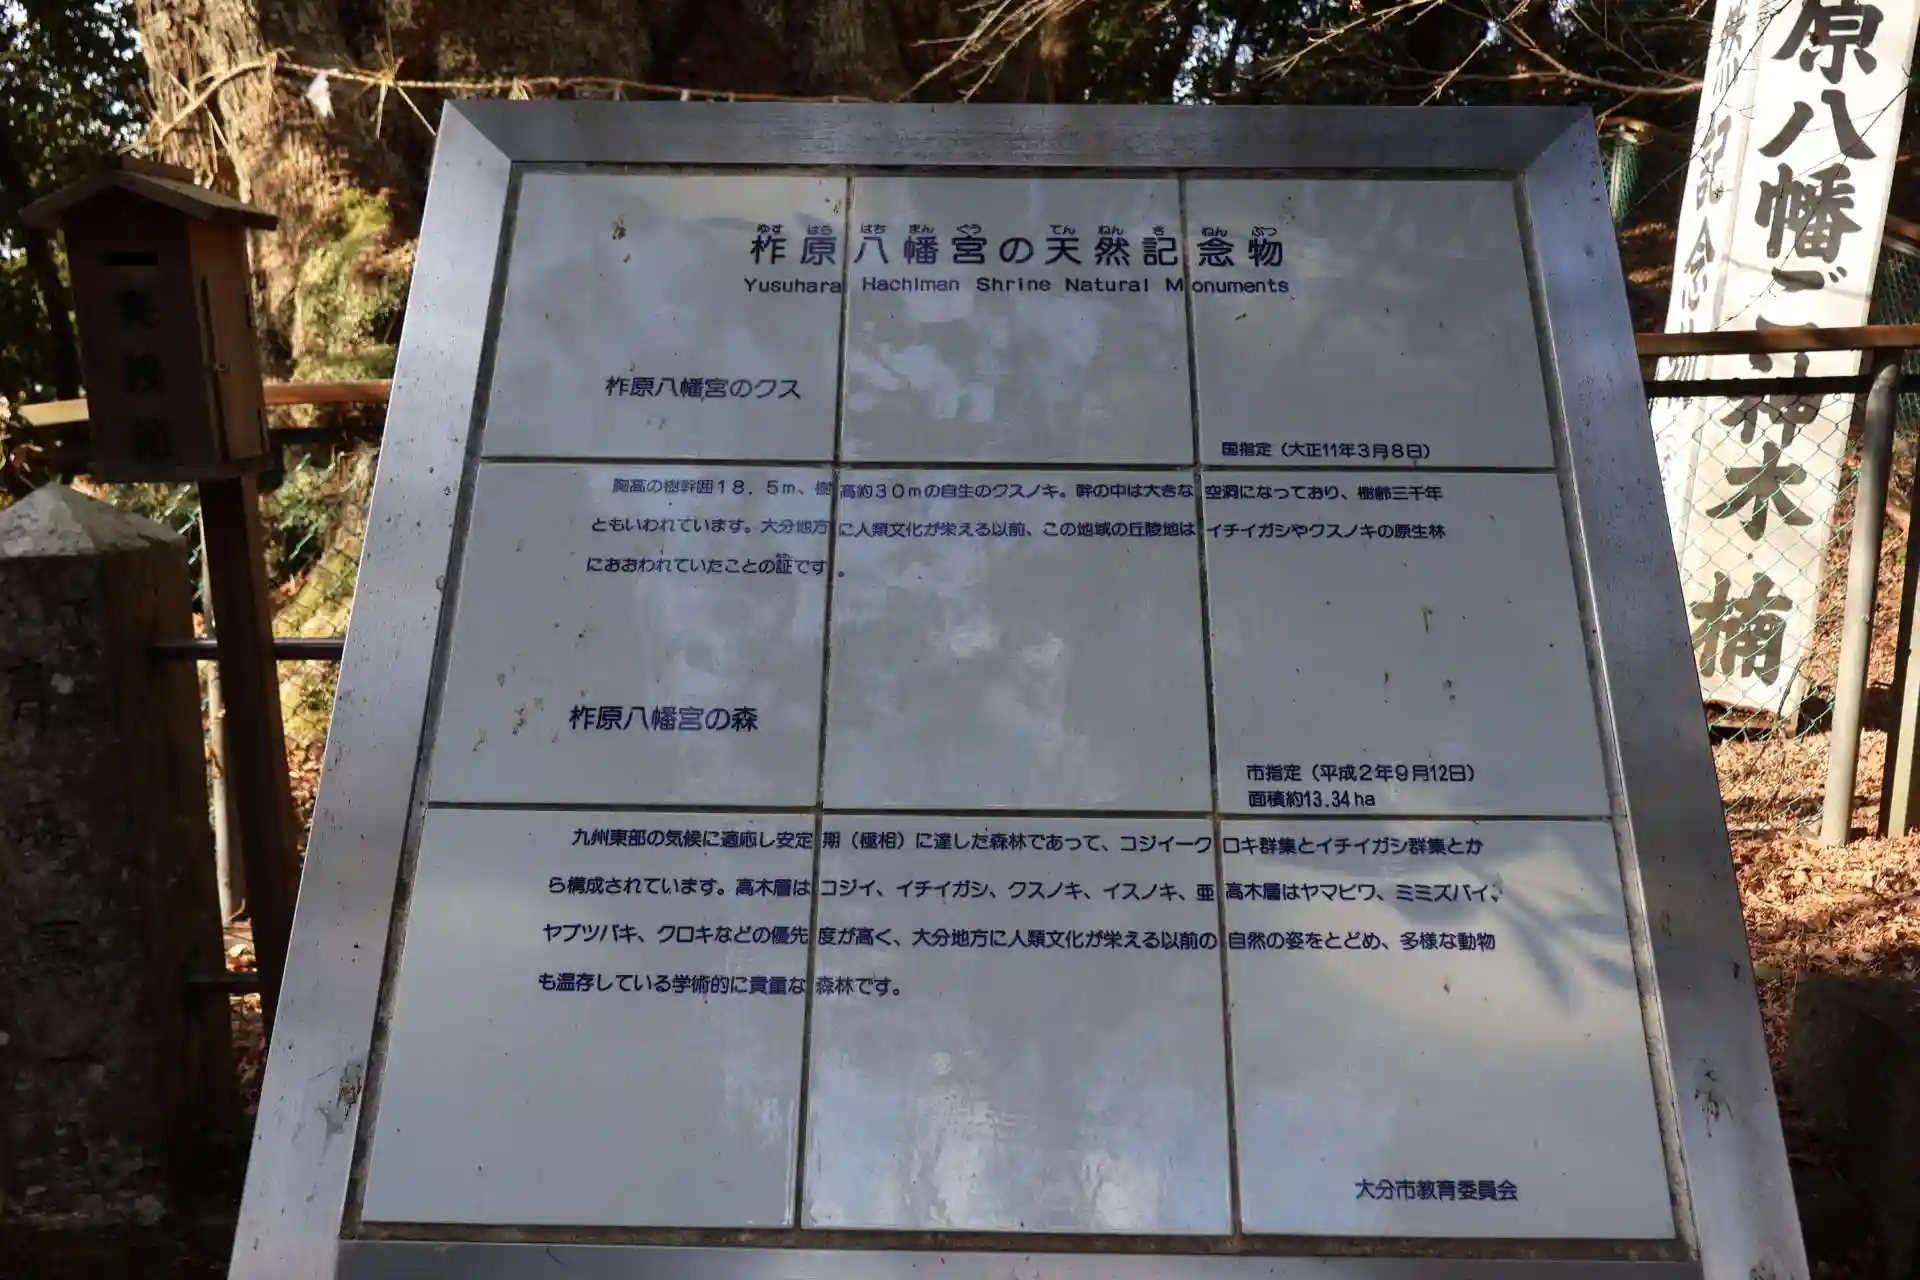 柞原八幡宮の天然記念物
Yusuhara Hachiman Shrine Natural Monuments
柞原八幡宮のクス
国指定（大正11年3月8日）
胸高の樹幹囲18.5m、樹高約30mの自生のクスノキ。幹の中は大きな空洞になっており、樹齢三千年
ともいわれています。大分地方に人類文化が栄える以前、この地域の丘陵地はイチイガシやクスノキの原生林
におおわれていたことの証です。
柞原八幡宮の森
市指定（平成2年9月12日）
面積約13.34ha
九州東部の気候に適応し安定期（極相）に達した森林であって、コジイークロキ群集とイチイガシ群集とか
ら構成されています。高木層はコジイ、イチイガシ、クスノキ、イスノキ、亜高木層はヤマビワ、ミミズバイ、
ヤブツバキ、クロキなどの優先度が高く、大分地方に人類文化が栄える以前の自然の姿をとどめ、多様な動物
も温存している学術的に貴重な森林です。
大分市教育委員会
原八幡ご神木 楠
然記念物